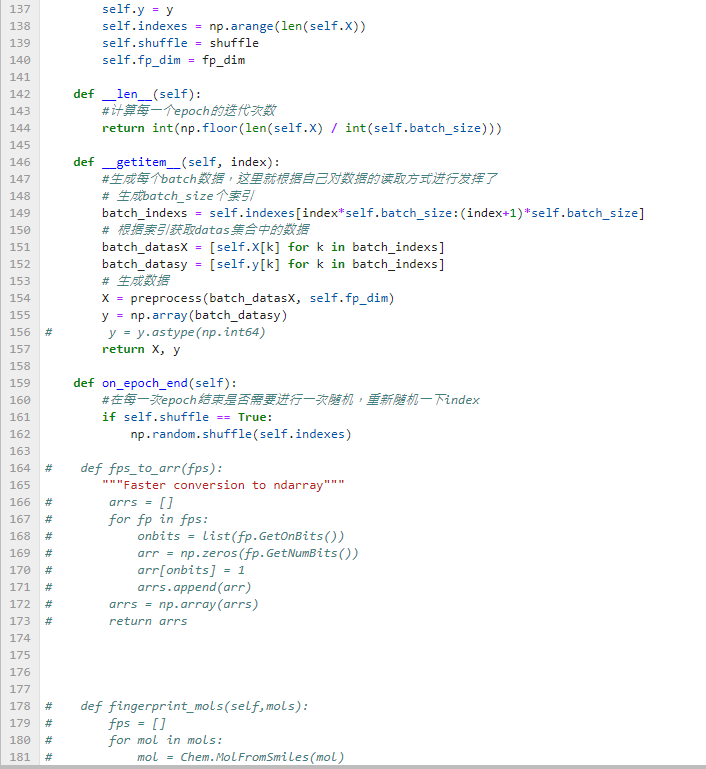 137         self.y = y
138         self.indexes = np.arange(len(self.X))
139         self.shuffle = shuffle
140         self.fp_dim = fp_dim
141
142     def __len__(self):
143         #计算每一个epoch的迭代次数
144         return int(np.floor(len(self.X) / int(self.batch_size)))
145
146     def __getitem__(self, index):
147         #生成每个batch数据，这里就根据自己对数据的读取方式进行发挥了
148         # 生成batch_size个索引
149         batch_indexs = self.indexes[index*self.batch_size:(index+1)*self.batch_size]
150         # 根据索引获取datas集合中的数据
151         batch_datasX = [self.X[k] for k in batch_indexs]
152         batch_datasy = [self.y[k] for k in batch_indexs]
153         # 生成数据
154         X = preprocess(batch_datasX, self.fp_dim)
155         y = np.array(batch_datasy)
156 #        y = y.astype(np.int64)
157         return X, y
158
159     def on_epoch_end(self):
160         #在每一次epoch结束是否需要进行一次随机，重新随机一下index
161         if self.shuffle == True:
162             np.random.shuffle(self.indexes)
163
164 #    def fps_to_arr(fps):
165         """Faster conversion to ndarray"""
166 #        arrs = []
167 #        for fp in fps:
168 #            onbits = list(fp.GetOnBits())
169 #            arr = np.zeros(fp.GetNumBits())
170 #            arr[onbits] = 1
171 #            arrs.append(arr)
172 #        arrs = np.array(arrs)
173 #        return arrs
174
175
176
177
178 #    def fingerprint_mols(self,mols):
179 #        fps = []
180 #        for mol in mols:
181 #            mol = Chem.MolFromSmiles(mol)